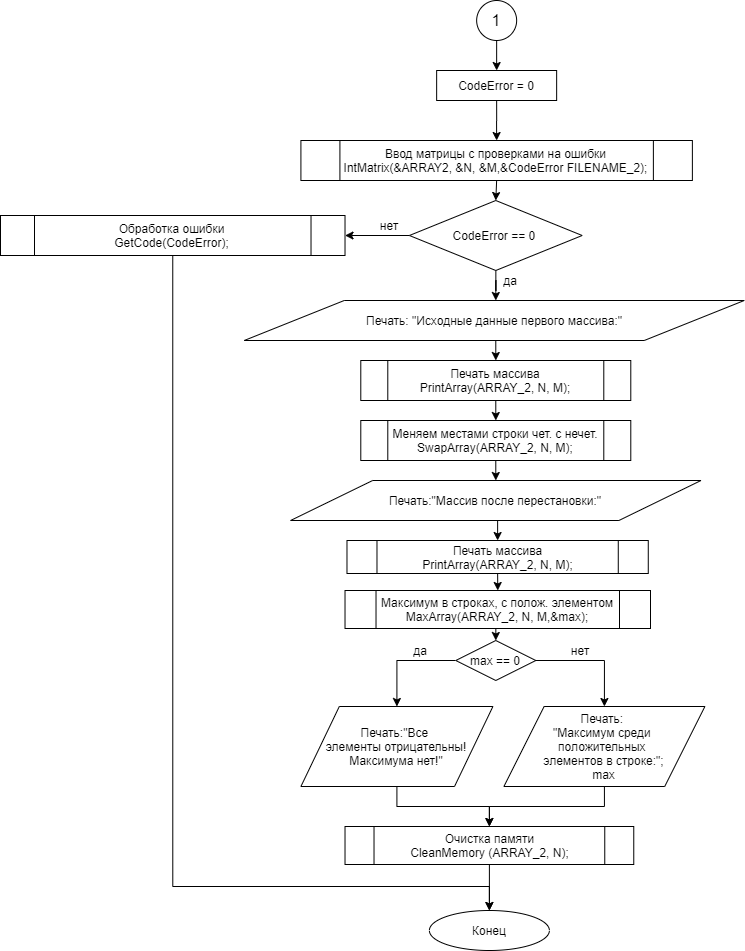 1
CodeError = 0
Ввод матрицы с проверками на ошибки
IntMatrix(&ARRAY2, &N, &M,&CodeError FILENAME_2);
CodeError == 0
нет
Обработка ошибки
GetCode(CodeError);
да
Печать: "Исходные данные первого массива:"
Печать массива
PrintArray(ARRAY_2, N, M);
Меняем местами строки чет. с нечет.
SwapArray(ARRAY_2, N, M);
Печать:"Массив после перестановки:"
Печать массива
PrintArray(ARRAY_2, N, M);
Максимум в строках, с полож. элементом
MaxArray(ARRAY_2, N, M,&max);
да
max == 0
нет
Печать:"Все
элементы отрицательны!
Максимума нет!"
Печать:
"Максимум среди
положительных
элементов в строке:";
max
Очистка памяти
CleanMemory (ARRAY_2, N);
Конец